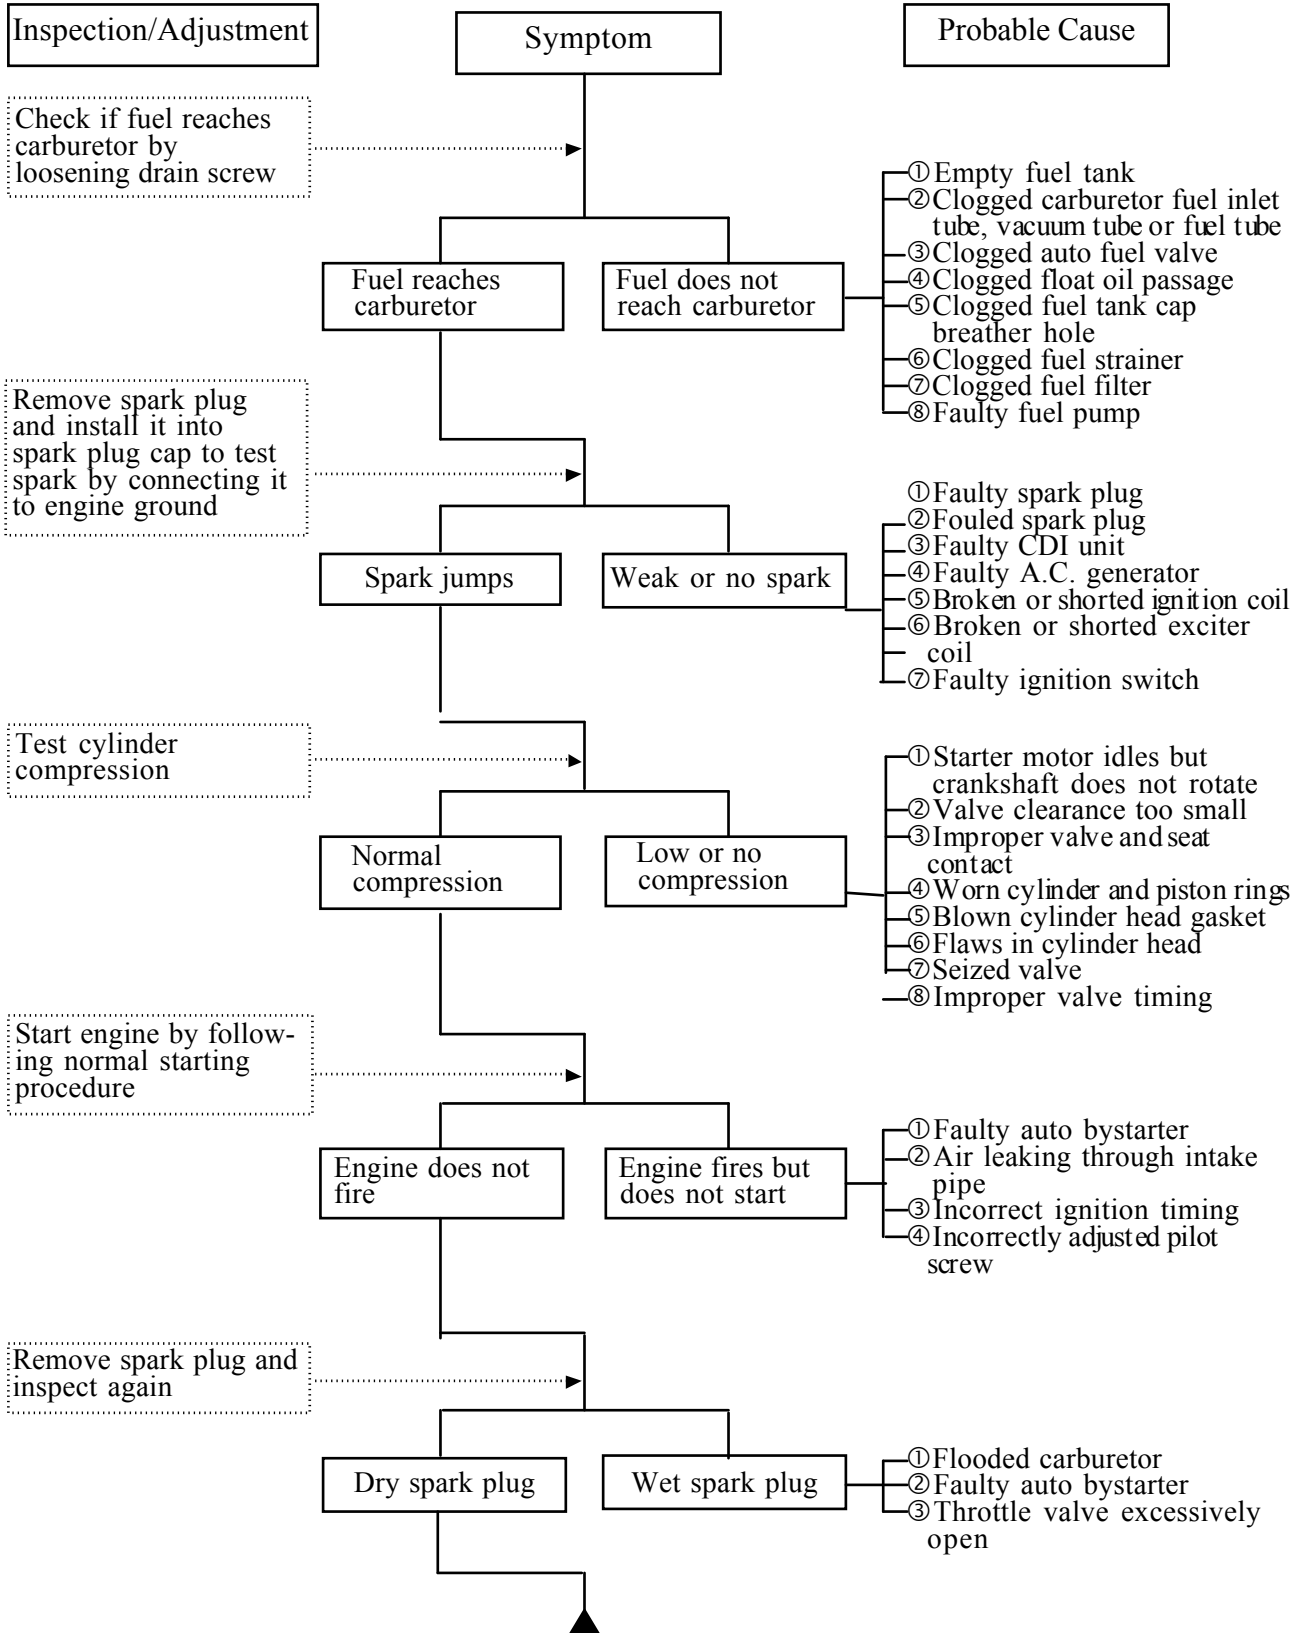 Inspection/Adjustment
Symptom
Probable Cause
Check if fuel reaches
carburetor by
loosening drain screw
Fuel reaches
carburetor
Fuel does not
reach carburetor
①Empty fuel tank
②Clogged carburetor fuel inlet
tube, vacuum tube or fuel tube
③Clogged auto fuel valve
④Clogged float oil passage
⑤Clogged fuel tank cap
breather hole
⑥Clogged fuel strainer
⑦Clogged fuel filter
⑧Faulty fuel pump
Remove spark plug
and install it into
spark plug cap to test
spark by connecting it
to engine ground
Spark jumps
Weak or no spark
①Faulty spark plug
②Fouled spark plug
③Faulty CDI unit
④Faulty A.C. generator
⑤Broken or shorted ignition coil
⑥Broken or shorted exciter
coil
⑦Faulty ignition switch
Test cylinder
compression
Normal
compression
Low or no
compression
①Starter motor idles but
crankshaft does not rotate
②Valve clearance too small
③Improper valve and seat
contact
④Worn cylinder and piston rings
⑤Blown cylinder head gasket
⑥Flaws in cylinder head
⑦Seized valve
⑧Improper valve timing
Start engine by follow-
ing normal starting
procedure
Engine does not
fire
Engine fires but
does not start
①Faulty auto bystarter
②Air leaking through intake
pipe
③Incorrect ignition timing
④Incorrectly adjusted pilot
screw
Remove spark plug and
inspect again
Dry spark plug
Wet spark plug
①Flooded carburetor
②Faulty auto bystarter
③Throttle valve excessively
open